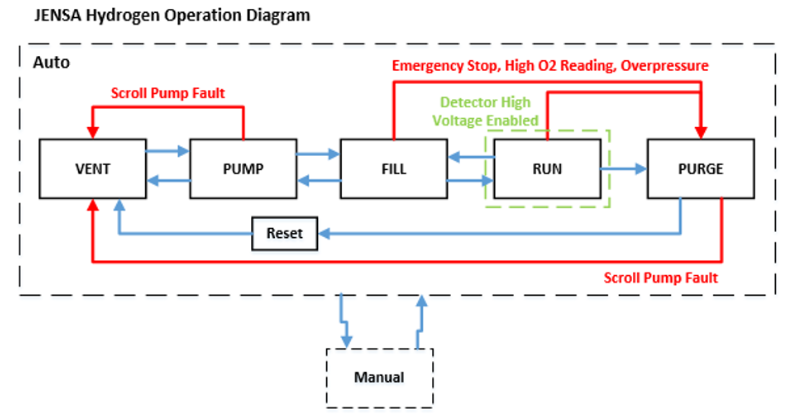 JENSA Hydrogen Operation Diagram
Auto
Emergency Stop, High O2 Reading, Overpressure
Scroll Pump Fault
Detector High
Voltage Enabled
VENT
PUMP
FILL
RUN
PURGE
Reset
Scroll Pump Fault
Manual